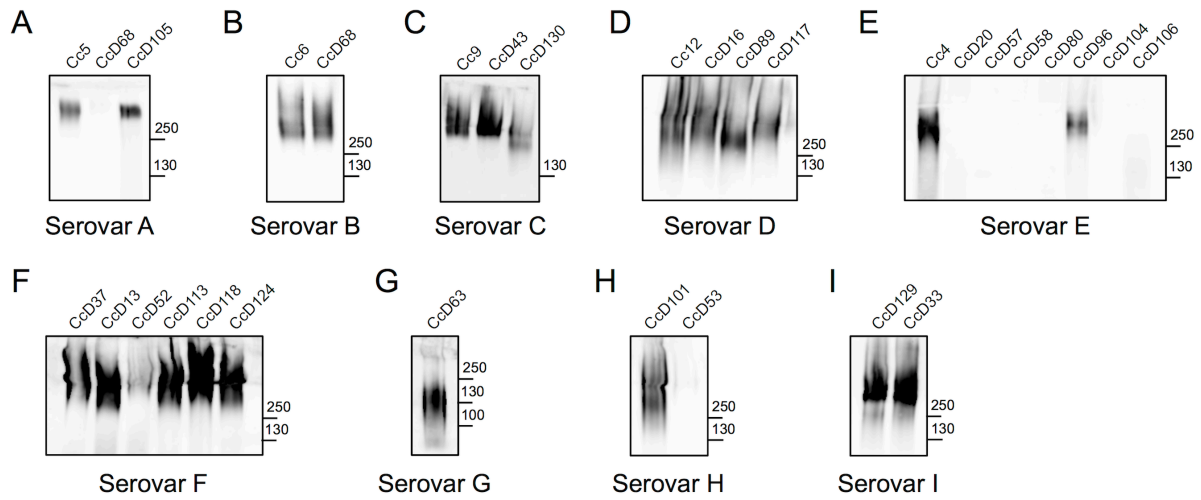 A
Cc5 CcD68 CcD105
250
130
Serovar A
B
Cc6 CcD68
250
130
Serovar B
C
Cc9 CcD43 CcD130
130
Serovar C
D
Cc12 CcD16 CcD89 CcD117
250
130
Serovar D
E
Cc4 CcD20 CcD57 CcD58 CcD80 CcD96 CcD104 CcD106
250
130
Serovar E
F
CcD37 CcD13 CcD52 CcD113 CcD118 CcD124
250
130
Serovar F
G
CcD63
250
130
100
Serovar G
H
CcD101 CcD53
250
130
Serovar H
I
CcD129 CcD33
250
130
Serovar I